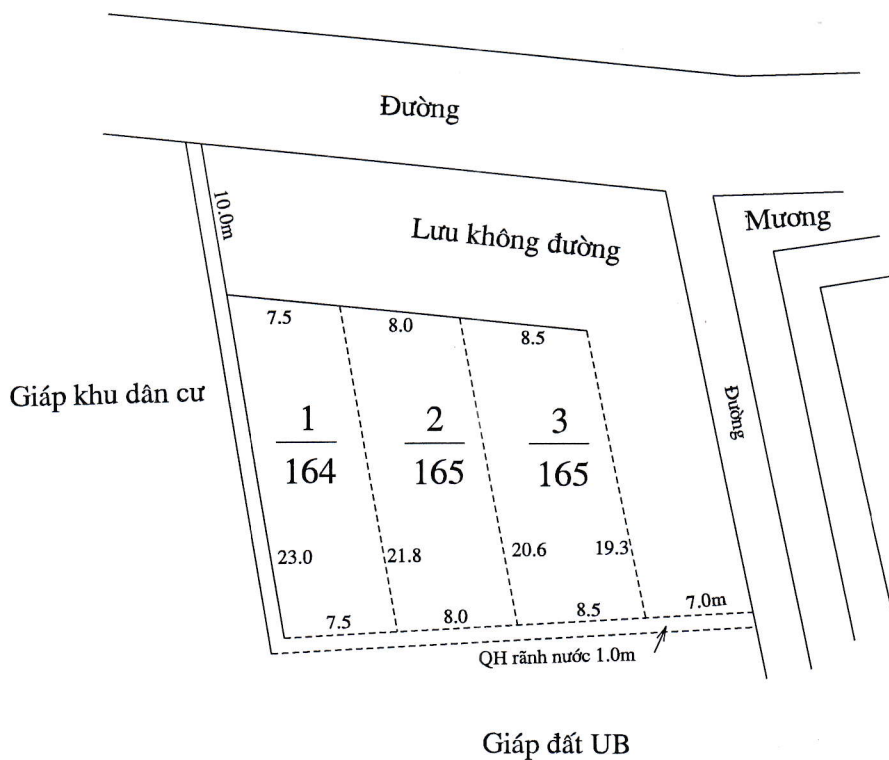 Đường
10.0m
Lưu không đường
Mương
7.5
8.0
8.5
Giáp khu dân cư
Đường
1
164
2
165
3
165
23.0
21.8
20.6
19.3
7.5
8.0
8.5
7.0m
QH rãnh nước 1.0m
Giáp đất UB